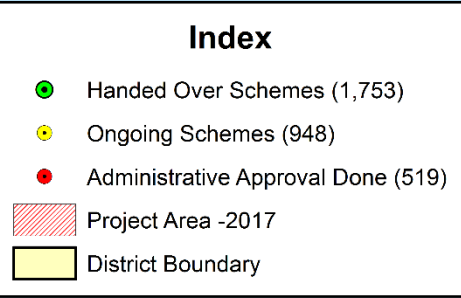 Index
Handed Over Schemes (1,753)
Ongoing Schemes (948)
Administrative Approval Done (519)
Project Area -2017
District Boundary